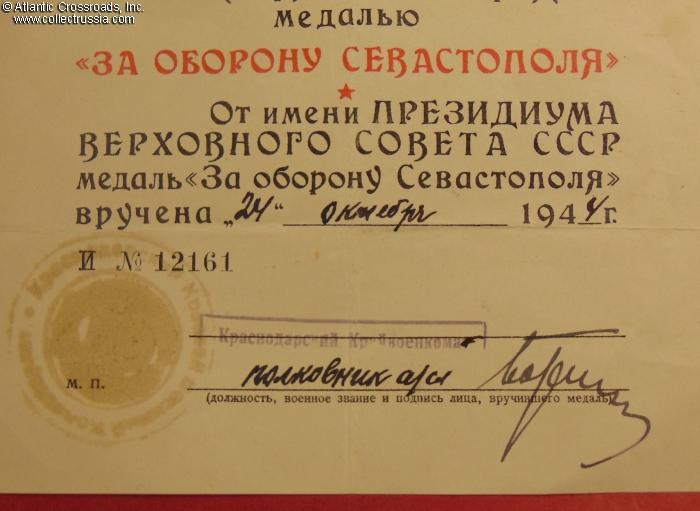 © Atlantic Crossroads, Inc.
www.collectrussia.com
медалью
«ЗА ОБОРОНУ СЕВАСТОПОЛЯ»
От имени ПРЕЗИДИУМА
ВЕРХОВНОГО СОВЕТА СССР
медаль «За оборону Севастополя»
вручена „24“ октября 1944 г.
И № 12161
Краснодарский Крайвоенкомат
м. п.
полковник
(должность, военное звание и подпись лица, вручившего медаль)